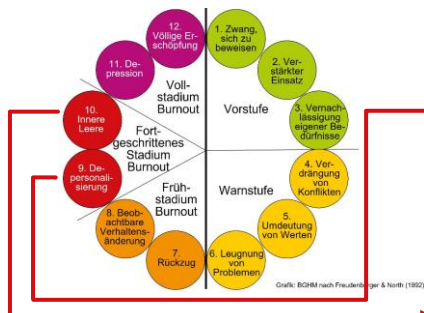 12.
Völlige Er-
schöpfung
1. Zwang,
sich zu
beweisen
11. De-
pression
2. Ver-
stärkter
Einsatz
Voll-
stadium
Burnout
Vorstufe
10.
Innere
Leere
3. Vernach-
lässigung
eigener Be-
dürfnisse
Fort-
geschrittenes
Stadium
Burnout
9. De-
personali-
sierung
4. Ver-
drängung
von
Konflikten
Früh-
stadium
Burnout
Warnstufe
8. Beob-
achtbare
Verhaltens-
änderung
5.
Umdeutung
von Werten
7.
Rückzug
6. Leugnung
von
Problemen
Grafik: BGHM nach Freudenberger & North (1992)